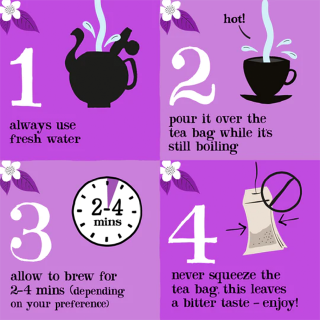 1
always use
fresh water
hot!
2
pour it over the
tea bag while it's
still boiling
3
2-4
mins
allow to brew for
2-4 mins (depending
on your preference)
4
never squeeze the
tea bag, this leaves
a bitter taste - enjoy!